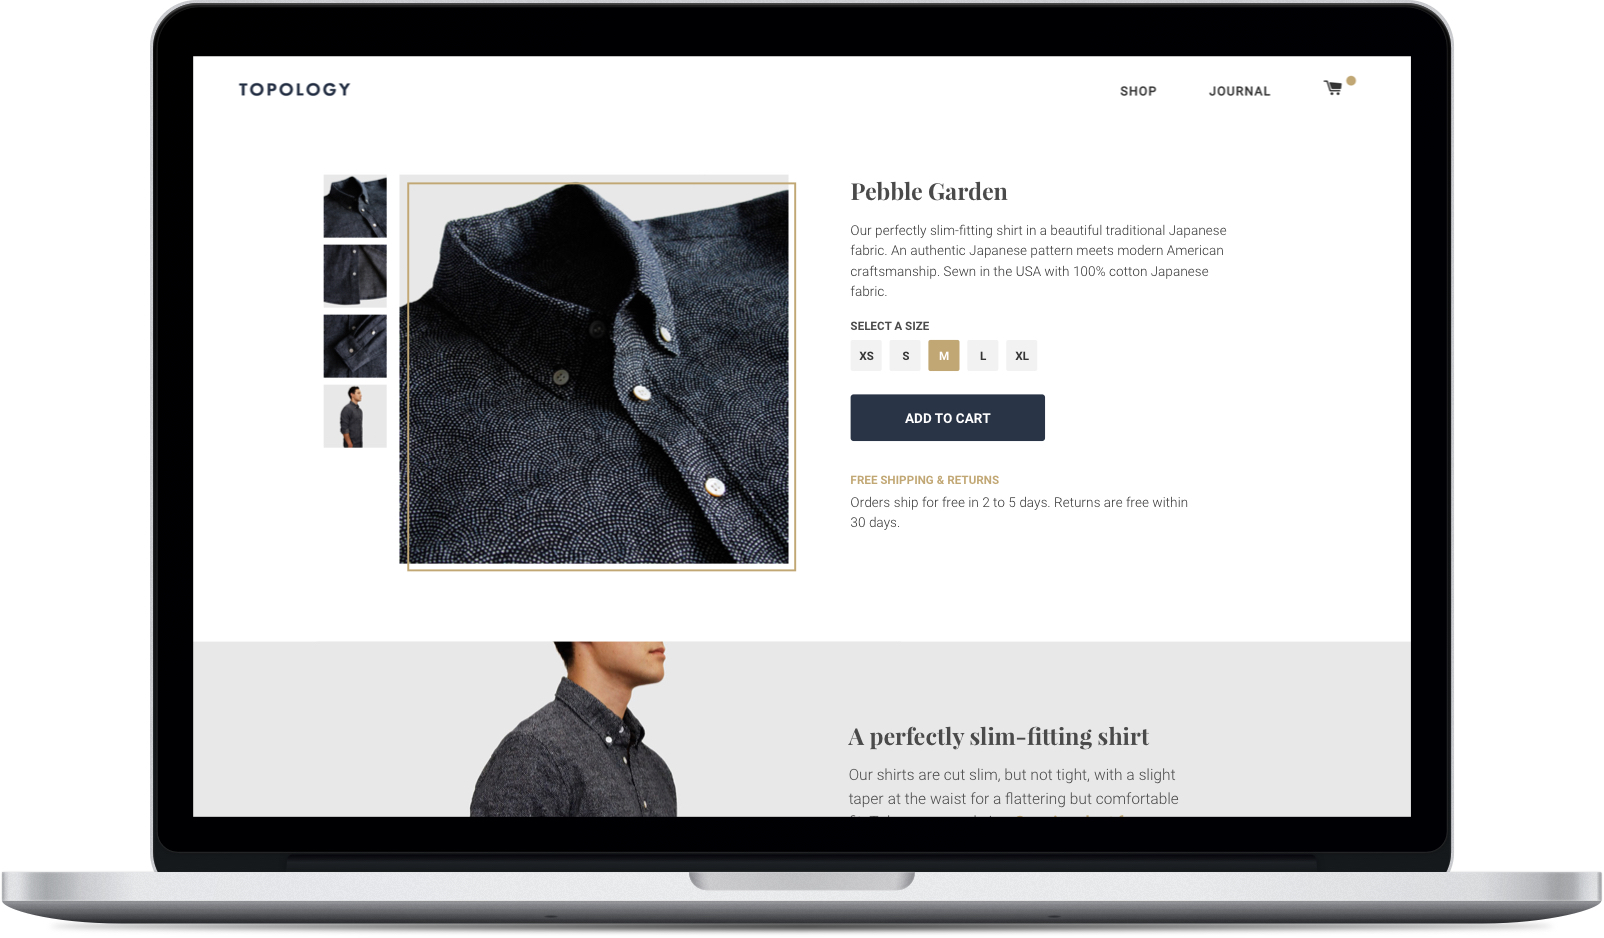 TOPOLOGY
SHOP
JOURNAL
Pebble Garden
Our perfectly slim-fitting shirt in a beautiful traditional Japanese
fabric. An authentic Japanese pattern meets modern American
craftsmanship. Sewn in the USA with 100% cotton Japanese
fabric.
SELECT A SIZE
XS S M L XL
ADD TO CART
FREE SHIPPING & RETURNS
Orders ship for free in 2 to 5 days. Returns are free within
30 days.
A perfectly slim-fitting shirt
Our shirts are cut slim, but not tight, with a slight
taper at the waist for a flattering but comfortable